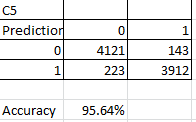 C5
Prediction 0 1
0 4121 143
1 223 3912
Accuracy 95.64%